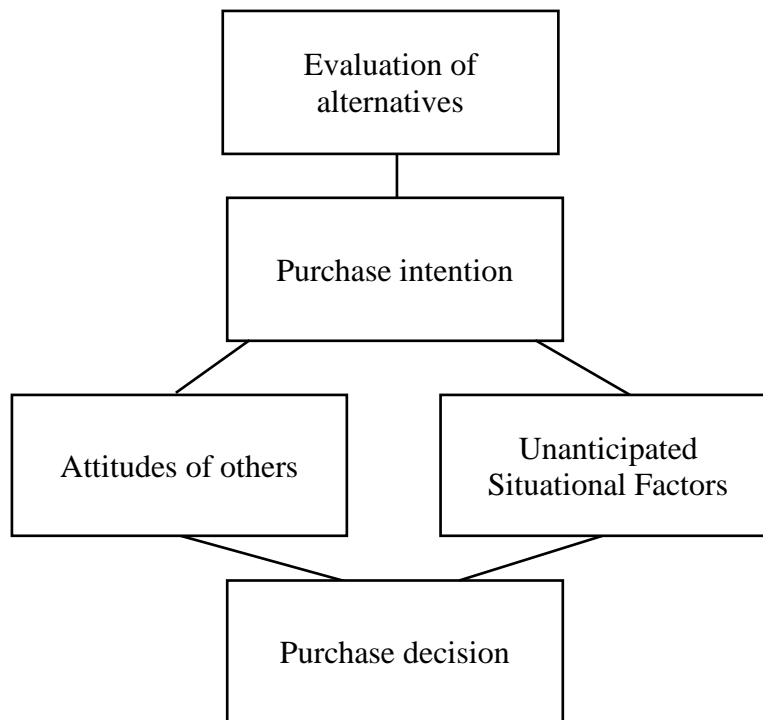 Evaluation of
alternatives
Purchase intention
Attitudes of others
Unanticipated
Situational Factors
Purchase decision